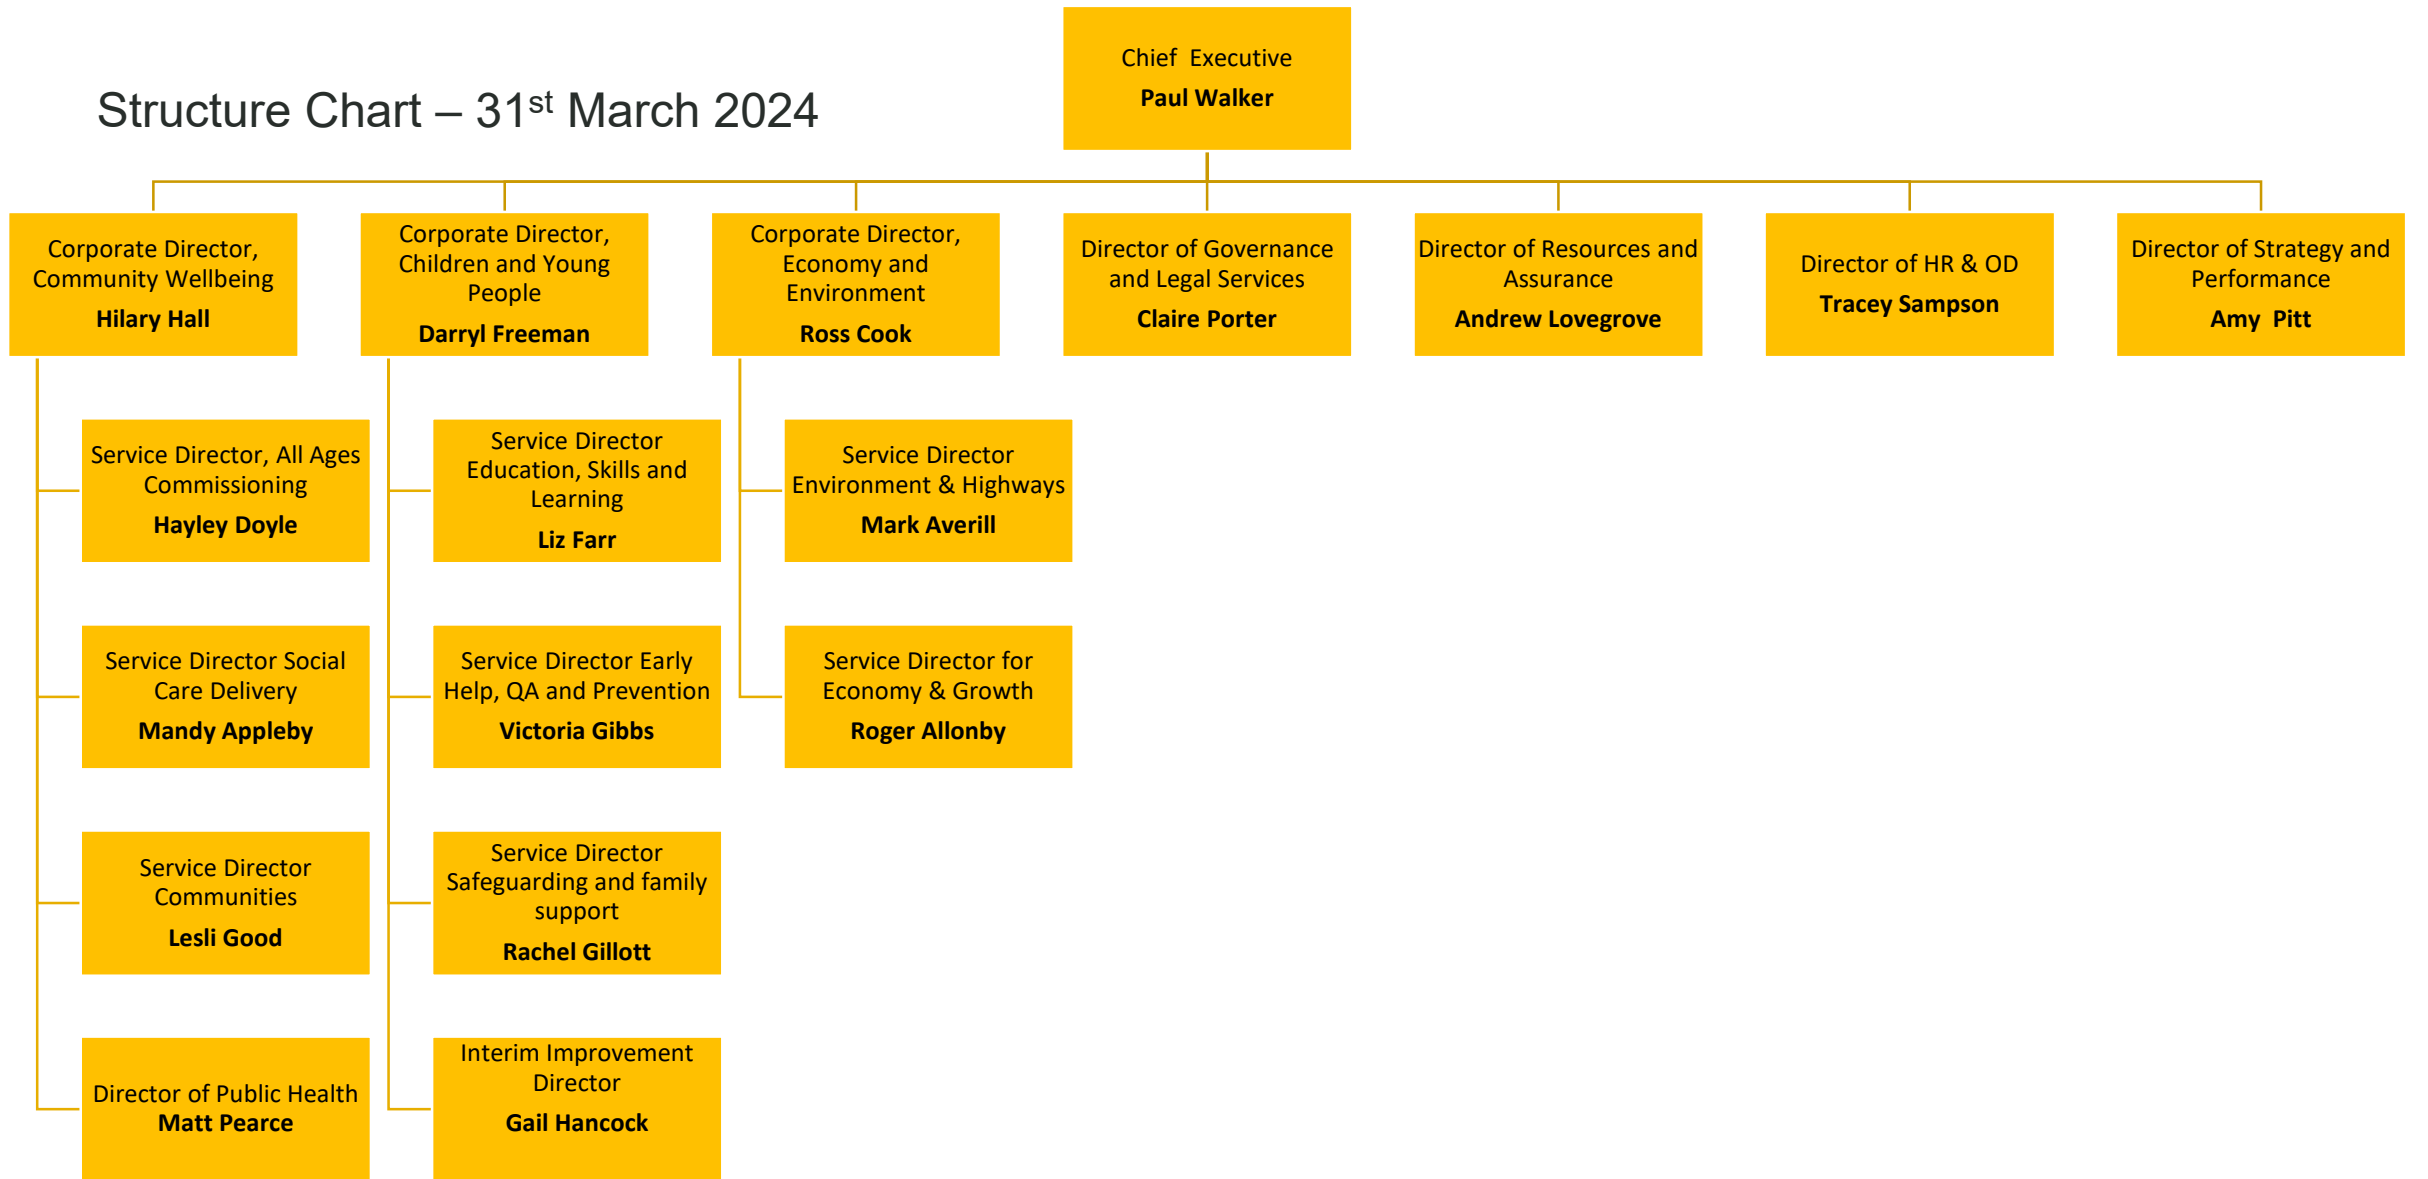 Structure Chart – 31st March 2024
Chief Executive
Paul Walker
Corporate Director,
Community Wellbeing
Hilary Hall
Corporate Director,
Children and Young
People
Darryl Freeman
Corporate Director,
Economy and
Environment
Ross Cook
Director of Governance
and Legal Services
Claire Porter
Director of Resources and
Assurance
Andrew Lovegrove
Director of HR & OD
Tracey Sampson
Director of Strategy and
Performance
Amy Pitt
Service Director, All Ages
Commissioning
Hayley Doyle
Service Director
Education, Skills and
Learning
Liz Farr
Service Director
Environment & Highways
Mark Averill
Service Director Social
Care Delivery
Mandy Appleby
Service Director Early
Help, QA and Prevention
Victoria Gibbs
Service Director for
Economy & Growth
Roger Allonby
Service Director
Communities
Lesli Good
Service Director
Safeguarding and family
support
Rachel Gillott
Director of Public Health
Matt Pearce
Interim Improvement
Director
Gail Hancock